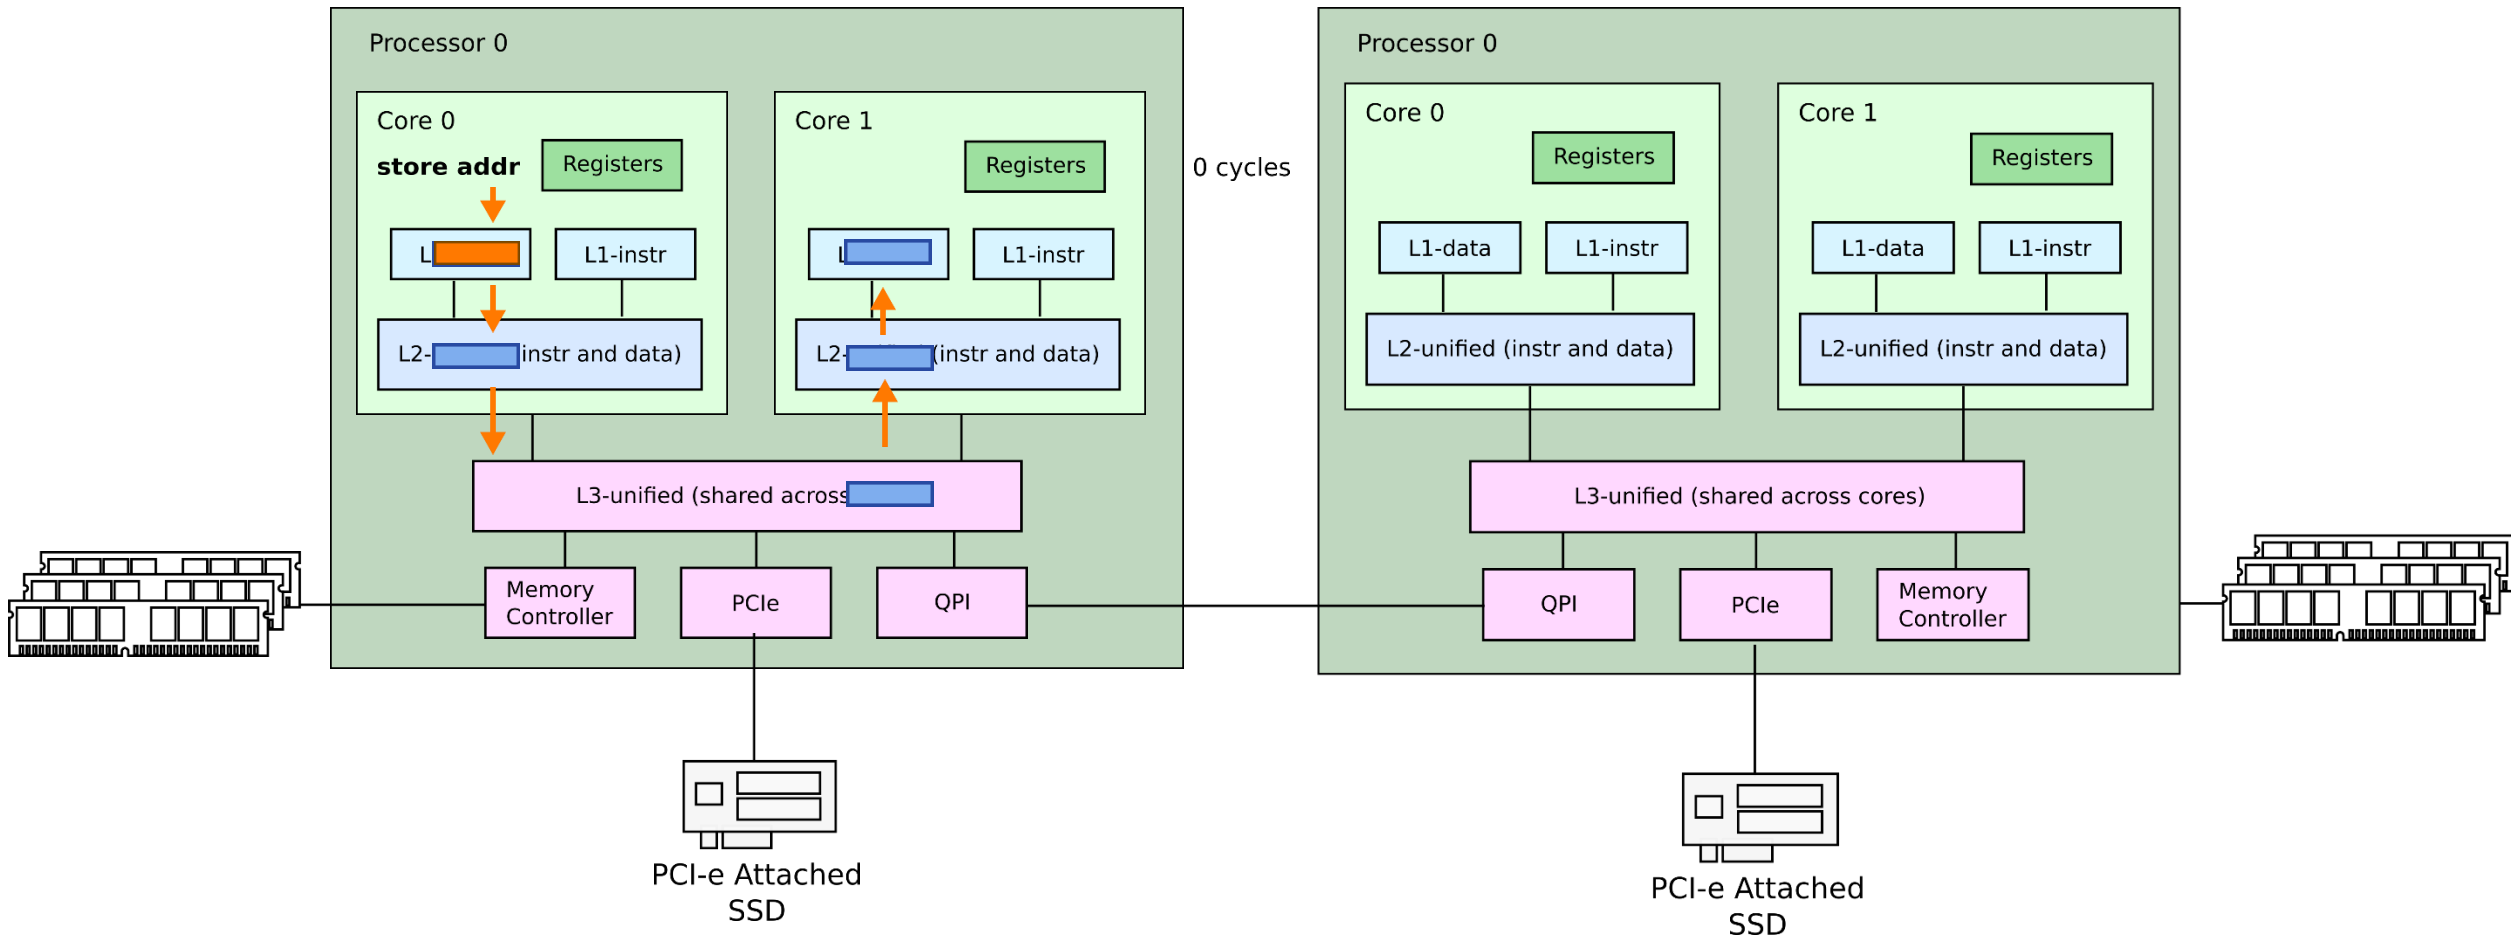 Processor 0
Core 0
store addr
Registers
L
L1-instr
L2-
instr and data)
Core 1
Registers
L1-instr
L2-
(instr and data)
L3-unified (shared across
Memory
Controller
PCIe
QPI
PCI-e Attached
SSD
0 cycles
Processor 0
Core 0
Registers
L1-data
L1-instr
L2-unified (instr and data)
Core 1
Registers
L1-data
L1-instr
L2-unified (instr and data)
L3-unified (shared across cores)
QPI
PCIe
Memory
Controller
PCI-e Attached
SSD